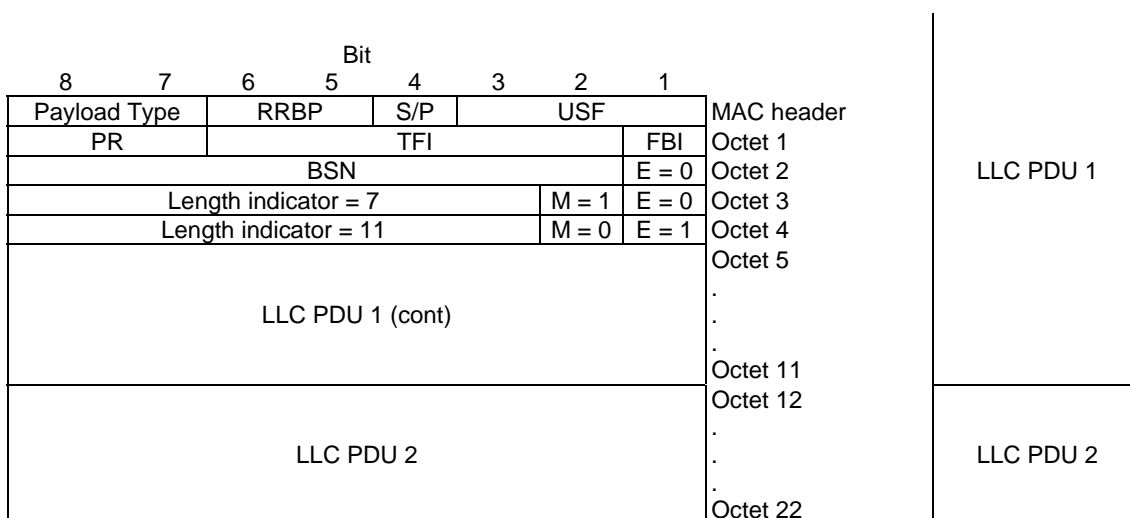 Bit
8 7 6 5 4 3 2 1
Payload Type RRBP S/P USF MAC header
PR TFI FBI Octet 1
BSN E = 0 Octet 2 LLC PDU 1
Length indicator = 7 M = 1 E = 0 Octet 3
Length indicator = 11 M = 0 E = 1 Octet 4
Octet 5
.
LLC PDU 1 (cont) .
.
Octet 11
Octet 12
.
LLC PDU 2 . LLC PDU 2
.
Octet 22